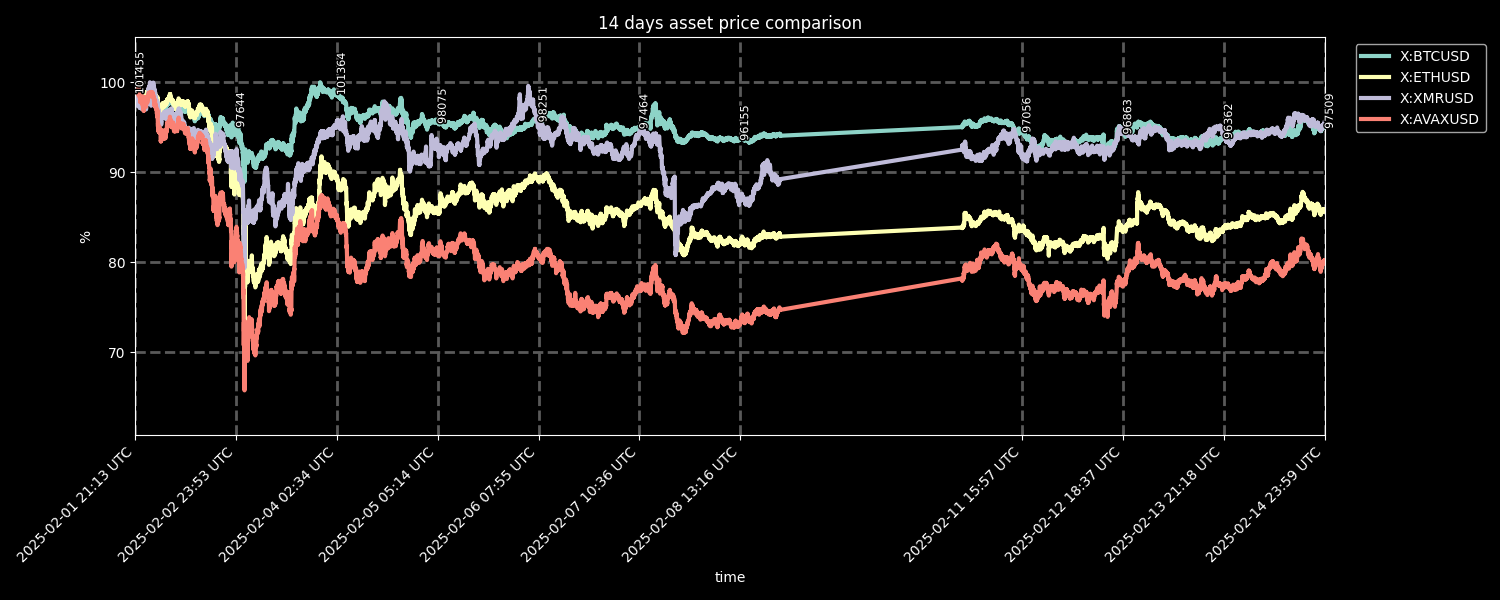 14 days asset price comparison
X:BTCUSD
X:ETHUSD
X:XMRUSD
X:AVAXUSD
100
90
80
70
%
101455
97644
101364
98075
98251
97464
96155
97056
96863
96362
97509
2025-02-01 21:13 UTC
2025-02-02 23:53 UTC
2025-02-04 02:34 UTC
2025-02-05 05:14 UTC
2025-02-06 07:55 UTC
2025-02-07 10:36 UTC
2025-02-08 13:16 UTC
2025-02-11 15:57 UTC
2025-02-12 18:37 UTC
2025-02-13 21:18 UTC
2025-02-14 23:59 UTC
time